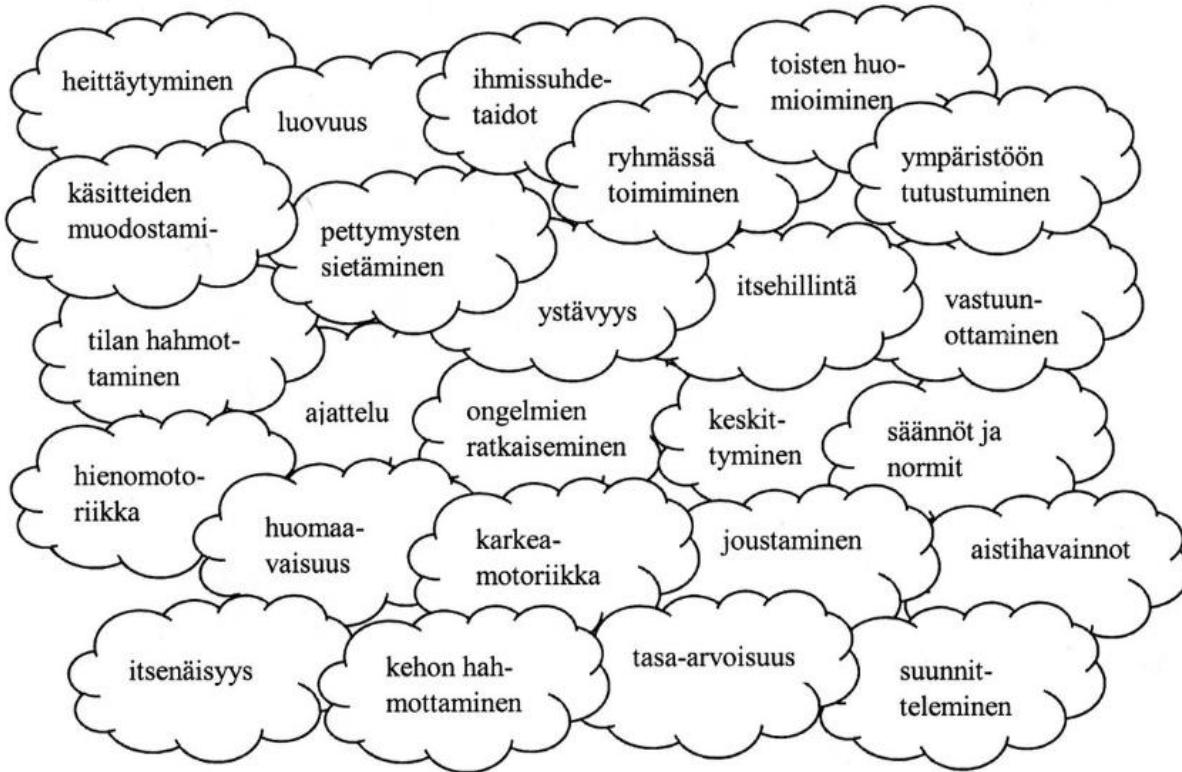 heittäytyminen
luovuus
ihmissuhde-
taidot
toisten huo-
mioiminen
käsitteiden
muodostami-
pettymysten
sietäminen
ryhmässä
toimiminen
ympäristöön
tutustuminen
tilan hahmot-
taminen
ystävyys
itsehillintä
vastuun-
ottaminen
hienomoto-
riikka
ajattelu
ongelmien
ratkaiseminen
keskit-
tyminen
säännöt ja
normit
huomaa-
vaisuus
karkea-
motoriikka
joustaminen
aistihavainnot
itsenäisyys
kehon hah-
mottaminen
tasa-arvoisuus
suunnit-
teleminen